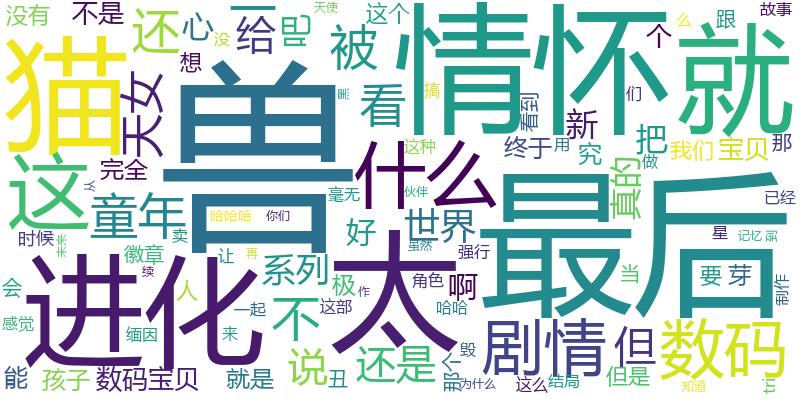 没有
不是
还
心
一
给
吧
天使
没
这个
个
么
跟
故事
猫
天女
想
兽
被
看
情怀
就
搞
看到
们
新
终于
用
究
把
我们
宝贝
那
这
完全
什么
这种
真的
做
童年
从
毫无
伙伴
最后
已经
时候
未来
徽章
卖
哈哈哈
你们
好
世界
虽然
强行
星
记忆
进化
续
让
再
系列
太
极
作
角色
啊
当
要
芽
制作
会
人
感觉
缅因
一起
来
不
这部
哈哈
剧情
但
数码
能
孩子
数码宝贝
就是
说
丑
还是
那个
毁
为什么
这么
结局
但是
知道
tri